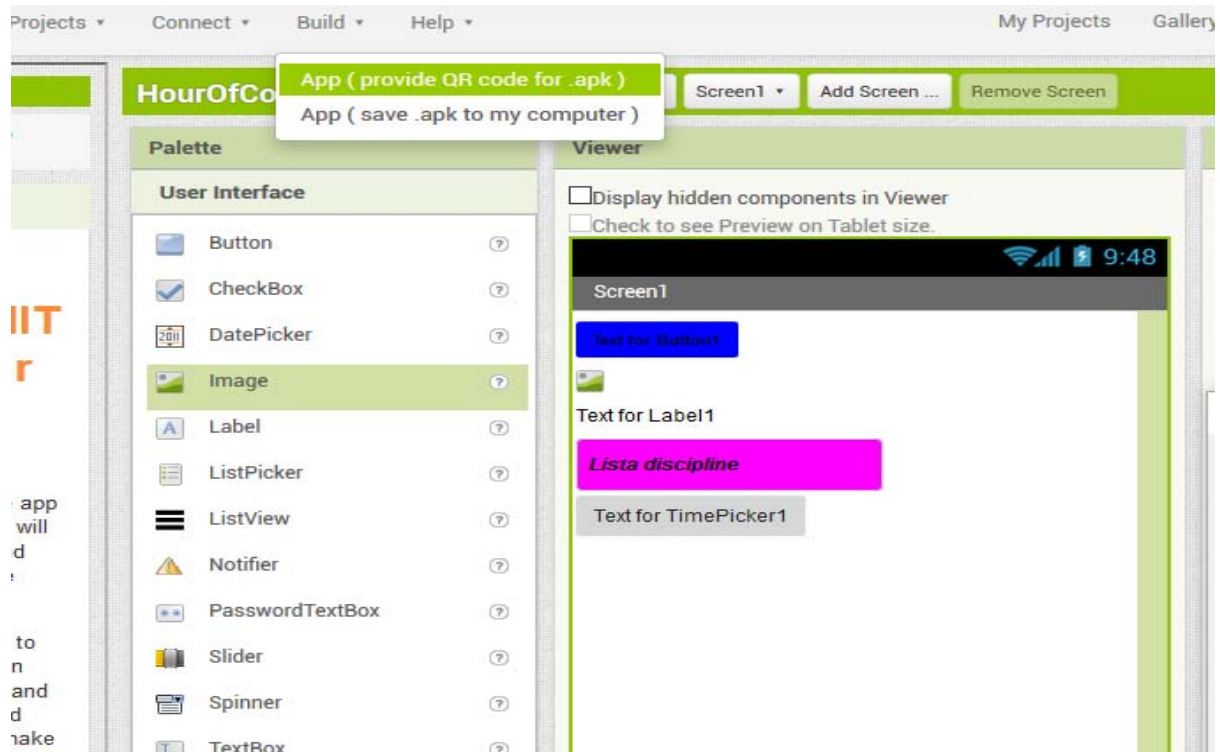 Projects Connect Build Help My Projects Gallery
App ( provide QR code for .apk )
App ( save .apk to my computer )
HourOfCo Screen1 Add Screen ... Remove Screen
Palette
User Interface
Button
CheckBox
DatePicker
Image
Label
ListPicker
ListView
Notifier
PasswordTextBox
Slider
Spinner
TextBox
Viewer
Display hidden components in Viewer
Check to see Preview on Tablet size.
9:48
Screen1
Text for Button1
Text for Label1
Lista discipline
Text for TimePicker1
r
app
will
d
to
n
and
d